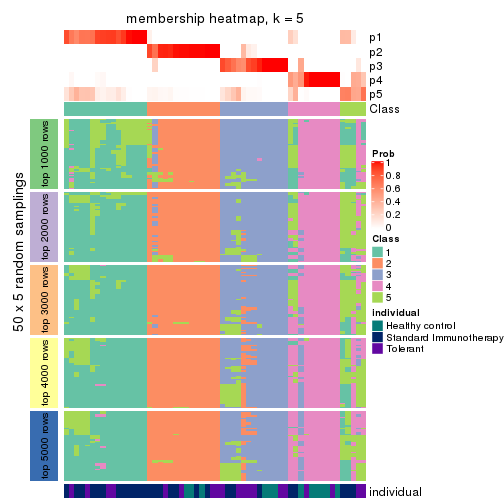 membership heatmap, k = 5
p1
p2
p3
p4
p5
Class
50 x 5 random samplings
top 1000 rows
top 2000 rows
top 3000 rows
top 4000 rows
top 5000 rows
individual
Prob
1
0.8
0.6
0.4
0.2
0
Class
1
2
3
4
5
individual
Healthy control
Standard Immunotherapy
Tolerant